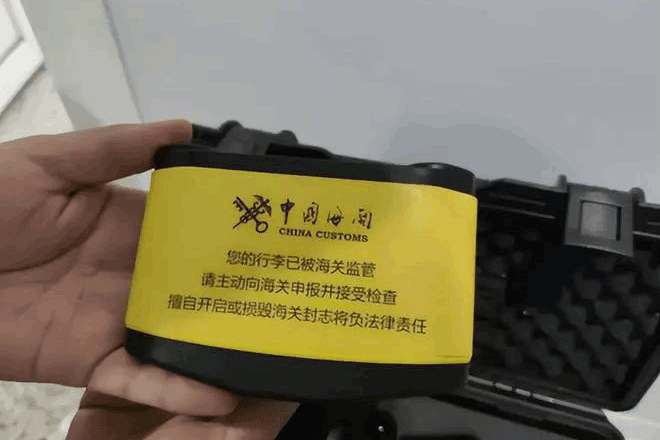 中国海关
CHINA CUSTOMS
您的行李已被海关监管
请主动向海关申报并接受检查
擅自开启或损毁海关封志将负法律责任